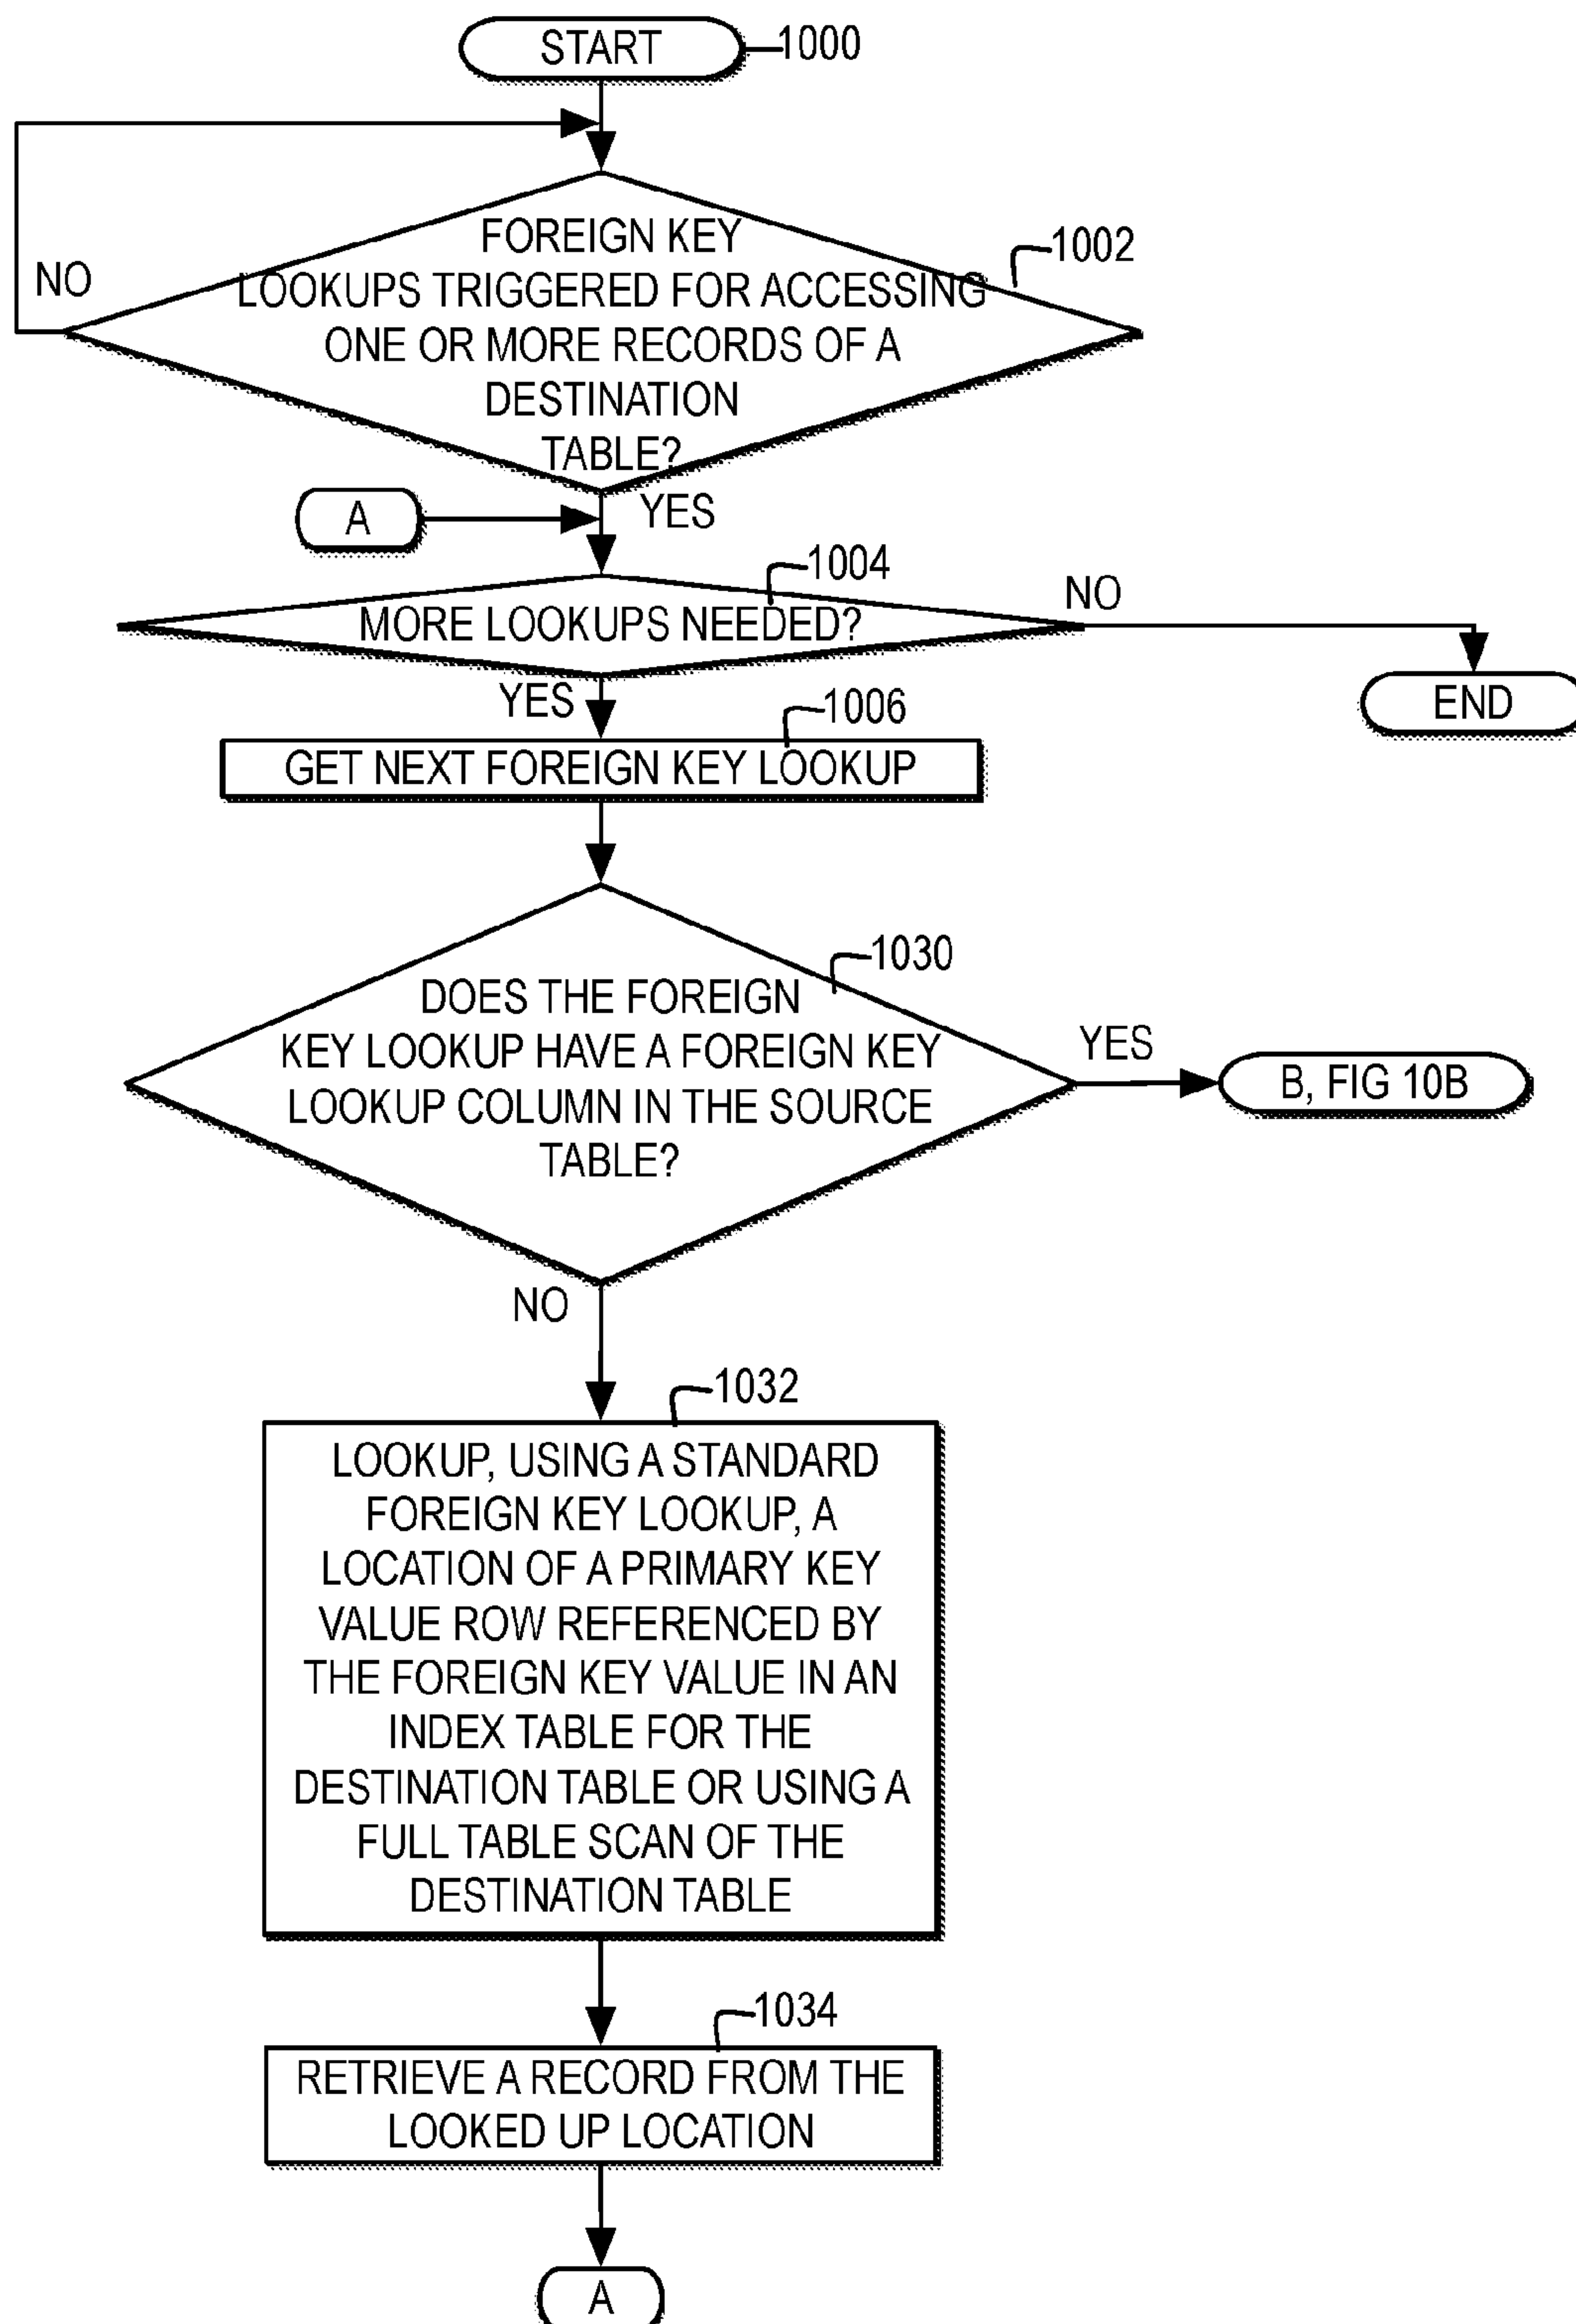 START
1000
FOREIGN KEY
LOOKUPS TRIGGERED FOR ACCESSING
ONE OR MORE RECORDS OF A
DESTINATION
TABLE?
1002
NO
A
YES
1004
MORE LOOKUPS NEEDED?
NO
END
YES
1006
GET NEXT FOREIGN KEY LOOKUP
1030
DOES THE FOREIGN
KEY LOOKUP HAVE A FOREIGN KEY
LOOKUP COLUMN IN THE SOURCE
TABLE?
YES
B, FIG 10B
NO
1032
LOOKUP, USING A STANDARD
FOREIGN KEY LOOKUP, A
LOCATION OF A PRIMARY KEY
VALUE ROW REFERENCED BY
THE FOREIGN KEY VALUE IN AN
INDEX TABLE FOR THE
DESTINATION TABLE OR USING A
FULL TABLE SCAN OF THE
DESTINATION TABLE
1034
RETRIEVE A RECORD FROM THE
LOOKED UP LOCATION
A